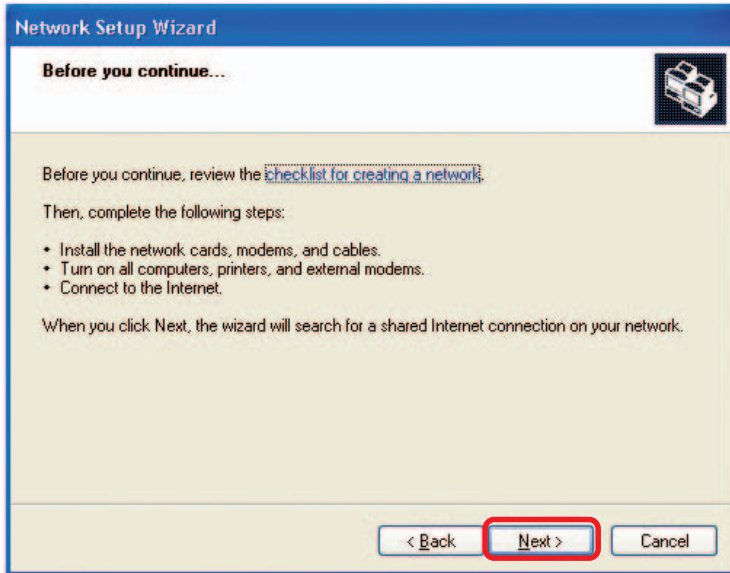 Network Setup Wizard
Before you continue...
Before you continue, review the checklist for creating a network.
Then, complete the following steps:
• Install the network cards, modems, and cables.
• Turn on all computers, printers, and external modems.
• Connect to the Internet.
When you click Next, the wizard will search for a shared Internet connection on your network.
< Back Next > Cancel